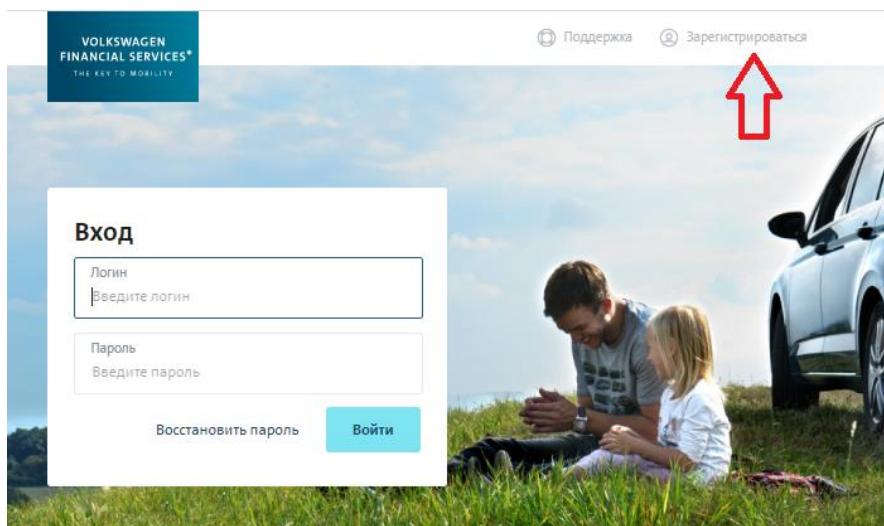 VOLKSWAGEN
FINANCIAL SERVICES*
THE KEY TO MOBILITY
Поддержка
Зарегистрироваться
Вход
Логин
Введите логин
Пароль
Введите пароль
Восстановить пароль
Войти